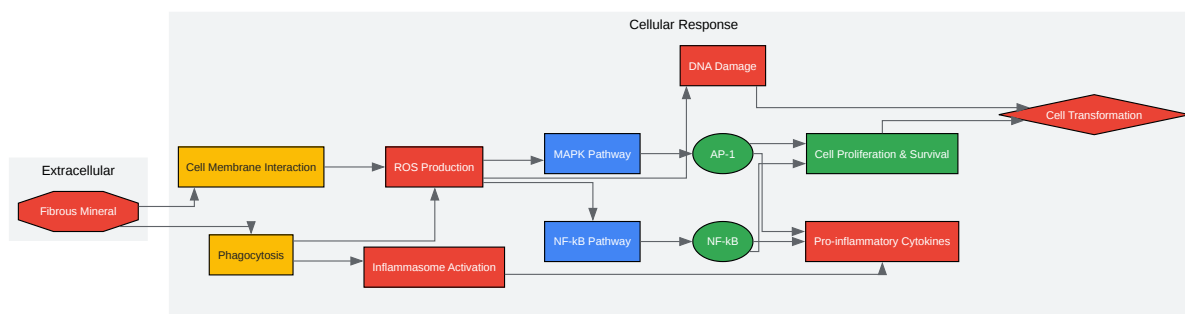 Cellular Response
Extracellular
Fibrous Mineral
Cell Membrane Interaction
Phagocytosis
ROS Production
Inflammasome Activation
MAPK Pathway
NF-kB Pathway
DNA Damage
AP-1
NF-kB
Cell Proliferation & Survival
Pro-inflammatory Cytokines
Cell Transformation